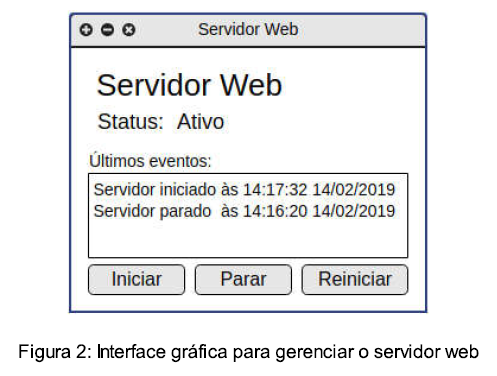 Servidor Web
Servidor Web
Status: Ativo
Últimos eventos:
Servidor iniciado às 14:17:32 14/02/2019
Servidor parado às 14:16:20 14/02/2019
Iniciar Parar Reiniciar
Figura 2: Interface gráfica para gerenciar o servidor web